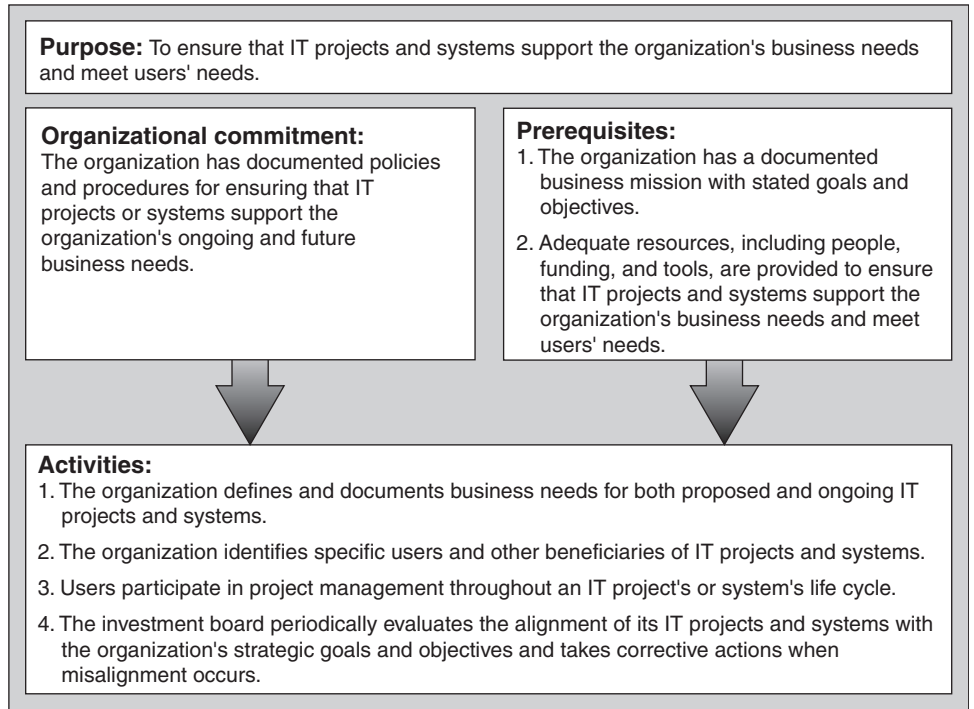 Purpose: To ensure that IT projects and systems support the organization's business needs
and meet users' needs.
Organizational commitment:
The organization has documented policies
and procedures for ensuring that IT
projects or systems support the
organization's ongoing and future
business needs.
Prerequisites:
1. The organization has a documented
business mission with stated goals and
objectives.
2. Adequate resources, including people,
funding, and tools, are provided to ensure
that IT projects and systems support the
organization's business needs and meet
users' needs.
Activities:
1. The organization defines and documents business needs for both proposed and ongoing IT
projects and systems.
2. The organization identifies specific users and other beneficiaries of IT projects and systems.
3. Users participate in project management throughout an IT project's or system's life cycle.
4. The investment board periodically evaluates the alignment of its IT projects and systems with
the organization's strategic goals and objectives and takes corrective actions when
misalignment occurs.